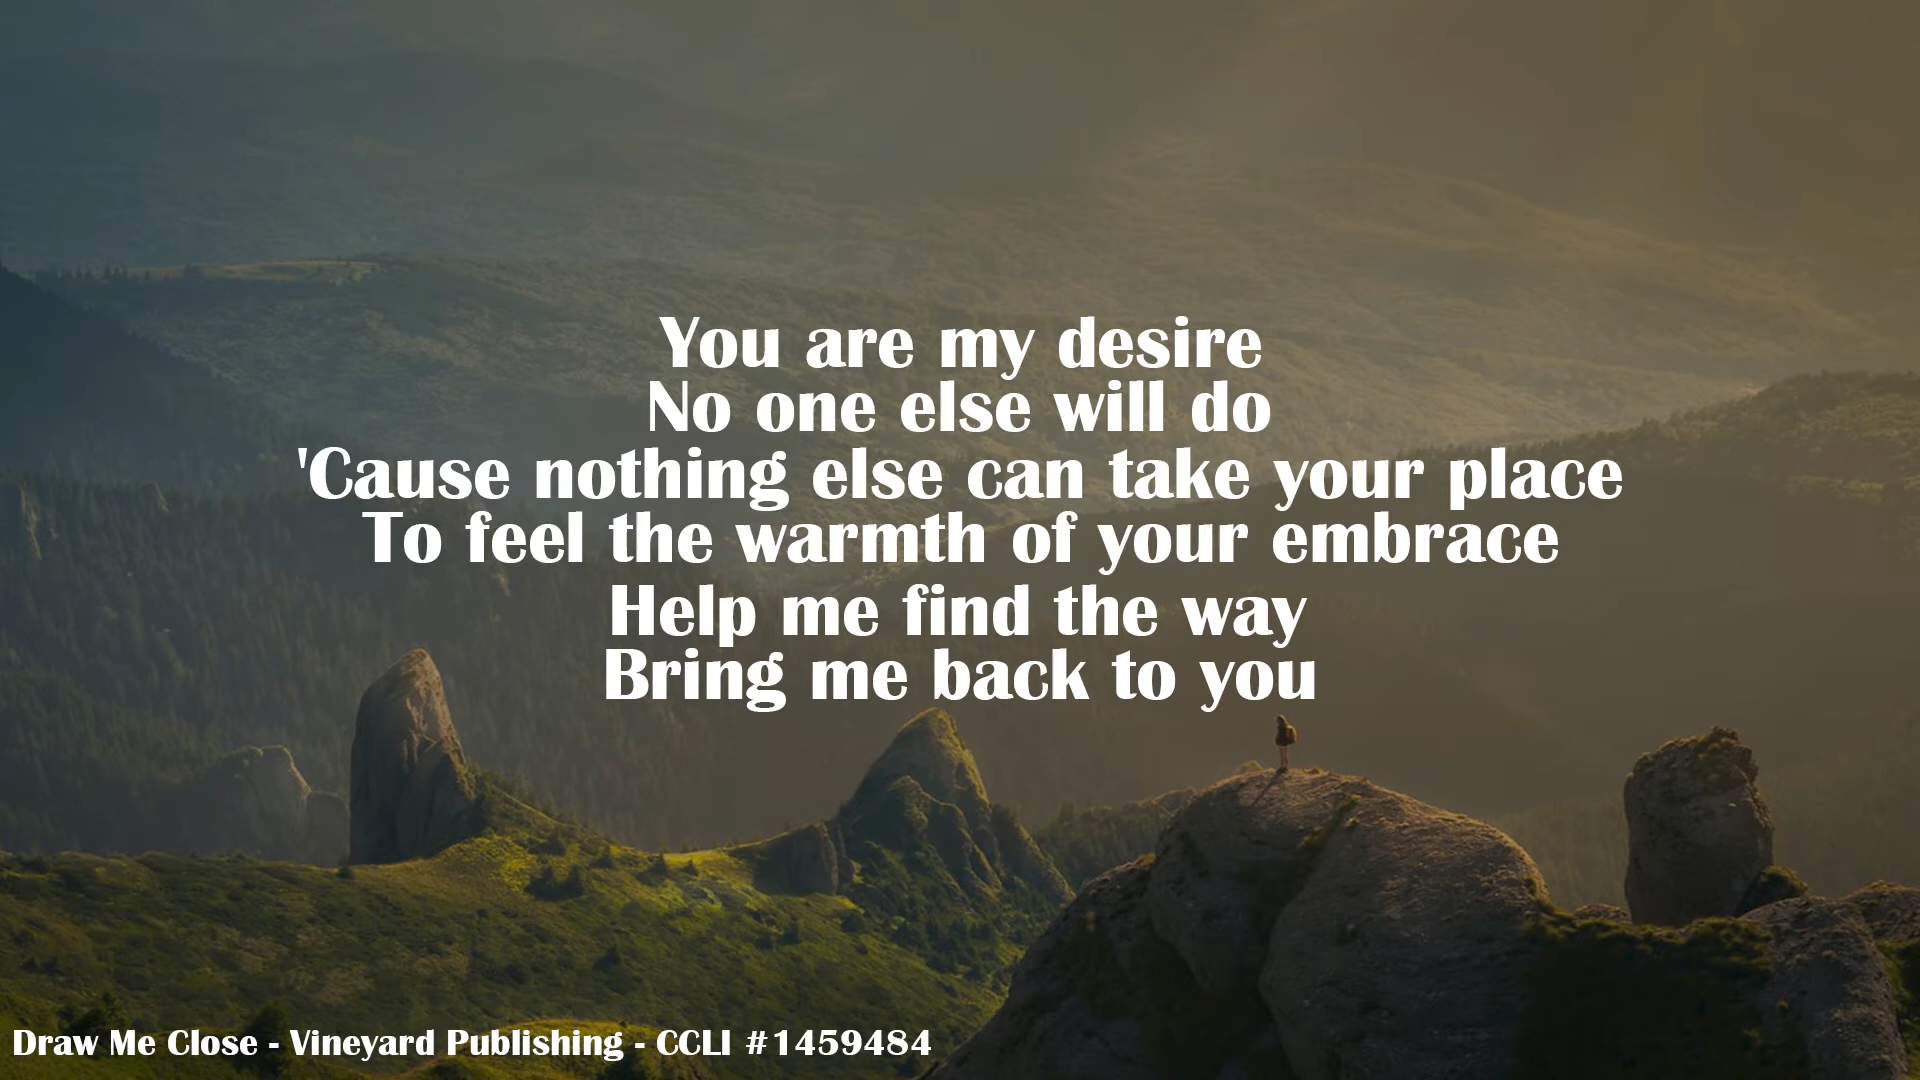 You are my desire
No one else will do
'Cause nothing else can take your place
To feel the warmth of your embrace
Help me find the way
Bring me back to you
Draw Me Close - Vineyard Publishing - CCLI #1459484